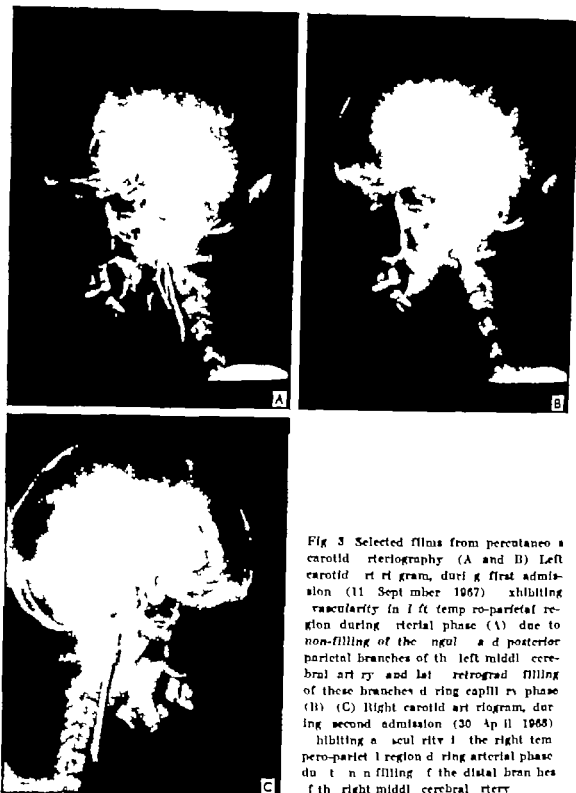 A
B
C
Fig 3 Selected films from percutaneo s
carotid rteriography (A and B) Left
carotid rt ri gram, duri g first admis-
sion (11 Sept mber 1967) xhibiting
vascularity in l ft temp ro-parietal re-
gion during rterial phase (A) due to
non-filling of the ngul a d posterior
parietal branches of th left middl cere-
bral art ry and lat retrograd filling
of these branches d ring capill ry phase
(B) (C) Right carotid art riogram, dur
ing second admission (30 Ap il 1968)
hibiting a scul rity i the right tem
pero-pariet l region d ring arterial phase
du t n n filling f the distal bran hes
f th right middl cerebral rtery